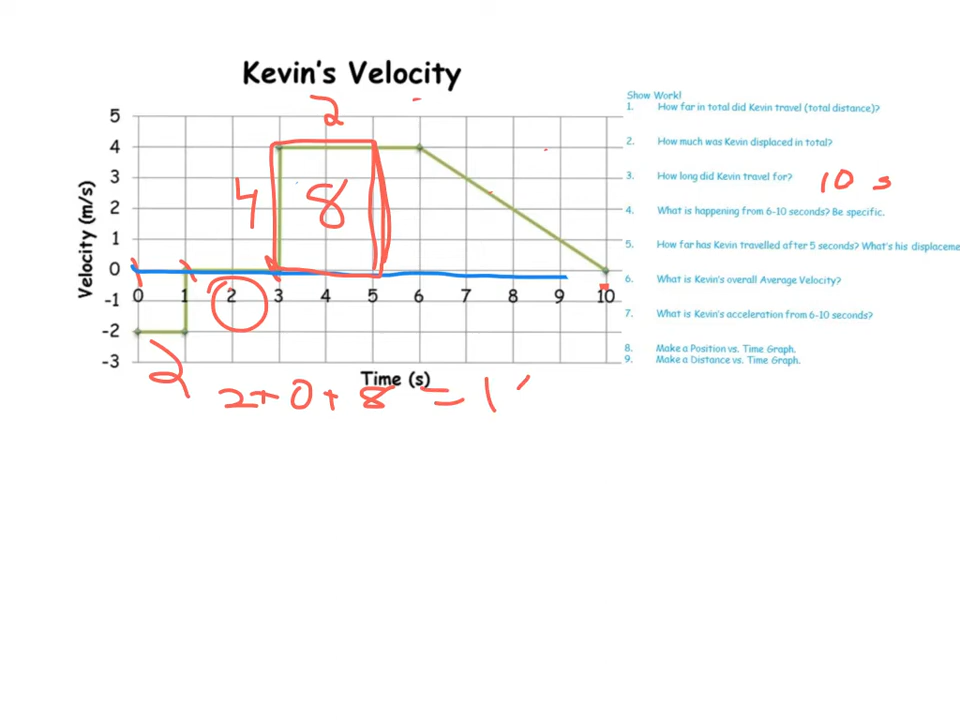 Kevin's Velocity
2
Show Work!
1. How far in total did Kevin travel (total distance)?
2. How much was Kevin displaced in total?
3. How long did Kevin travel for? 10 s
4. What is happening from 6-10 seconds? Be specific.
5. How far has Kevin travelled after 5 seconds? What's his displaceme
6. What is Kevin's overall Average Velocity?
7. What is Kevin's acceleration from 6-10 seconds?
8. Make a Position vs. Time Graph.
9. Make a Distance vs. Time Graph.
Velocity (m/s)
5
4
3
2
1
0
-1
-2
-3
4 8
0 1 2 3 4 5 6 7 8 9 10
2
Time (s)
2 + 0 + 8 = 1